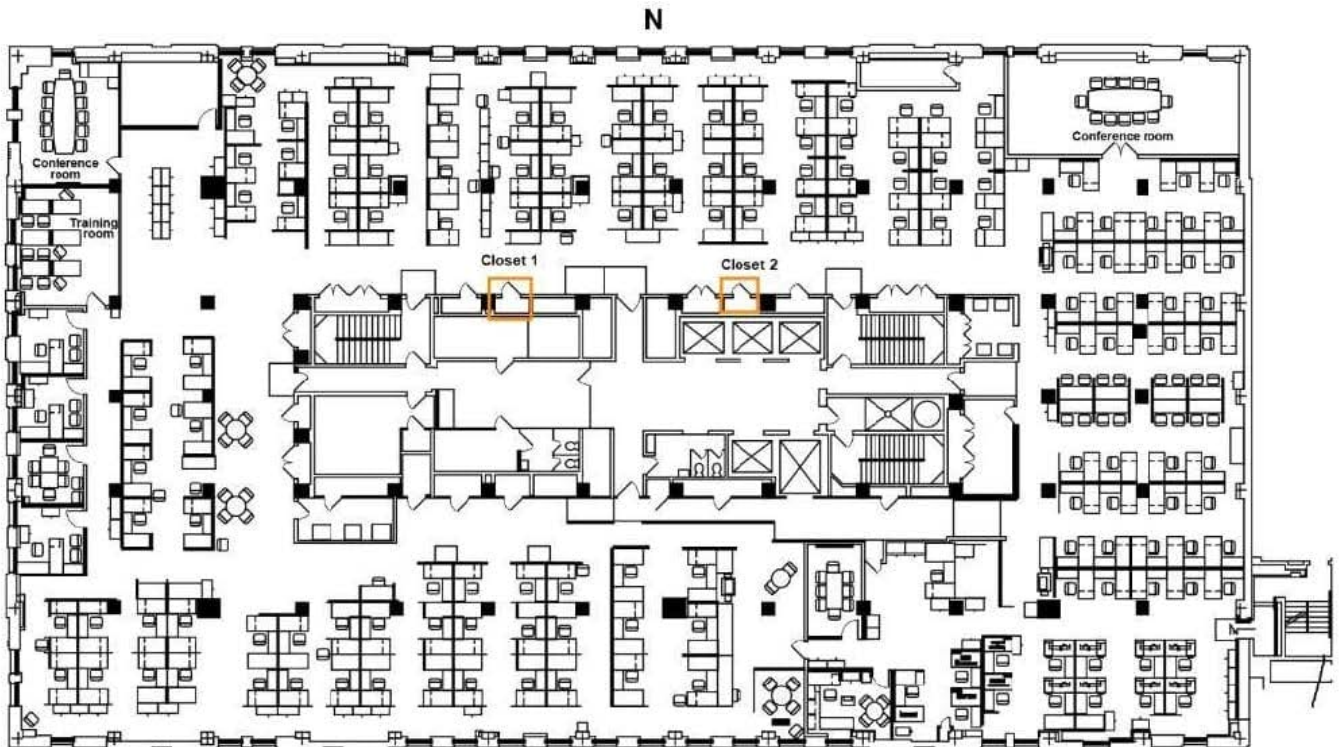 N
Conference
room
Conference room
Training
room
Closet 1
Closet 2